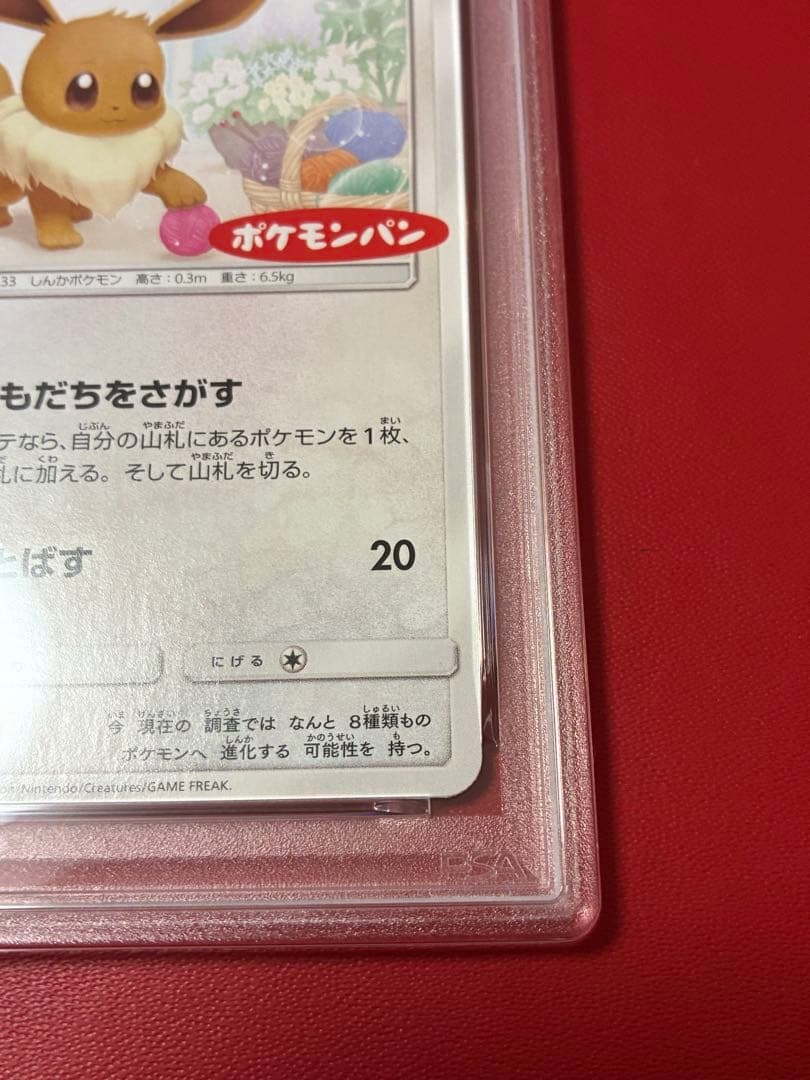 ポケモンパン
33 しんかポケモン 高さ:0.3m 重さ:6.5kg
もだちをさがす
テなら、自分の山札にあるポケモンを1枚、
札に加える。そして山札を切る。
とばす 20
にげる
今 現在の 調査では なんと 8種類もの
ポケモンへ 進化する 可能性を 持つ。
Nintendo/Creatures/GAME FREAK.
PSA